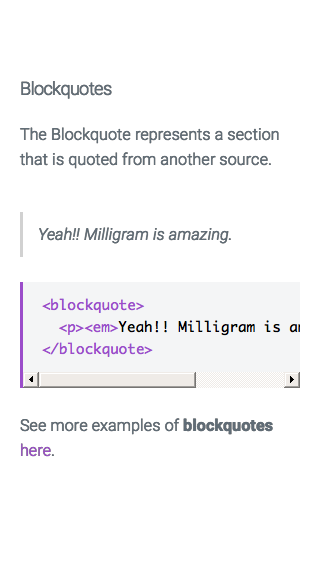 Blockquotes
The Blockquote represents a section
that is quoted from another source.
Yeah!! Milligram is amazing.
<blockquote>
<p><em>Yeah!! Milligram is
</blockquote>
See more examples of blockquotes
here.